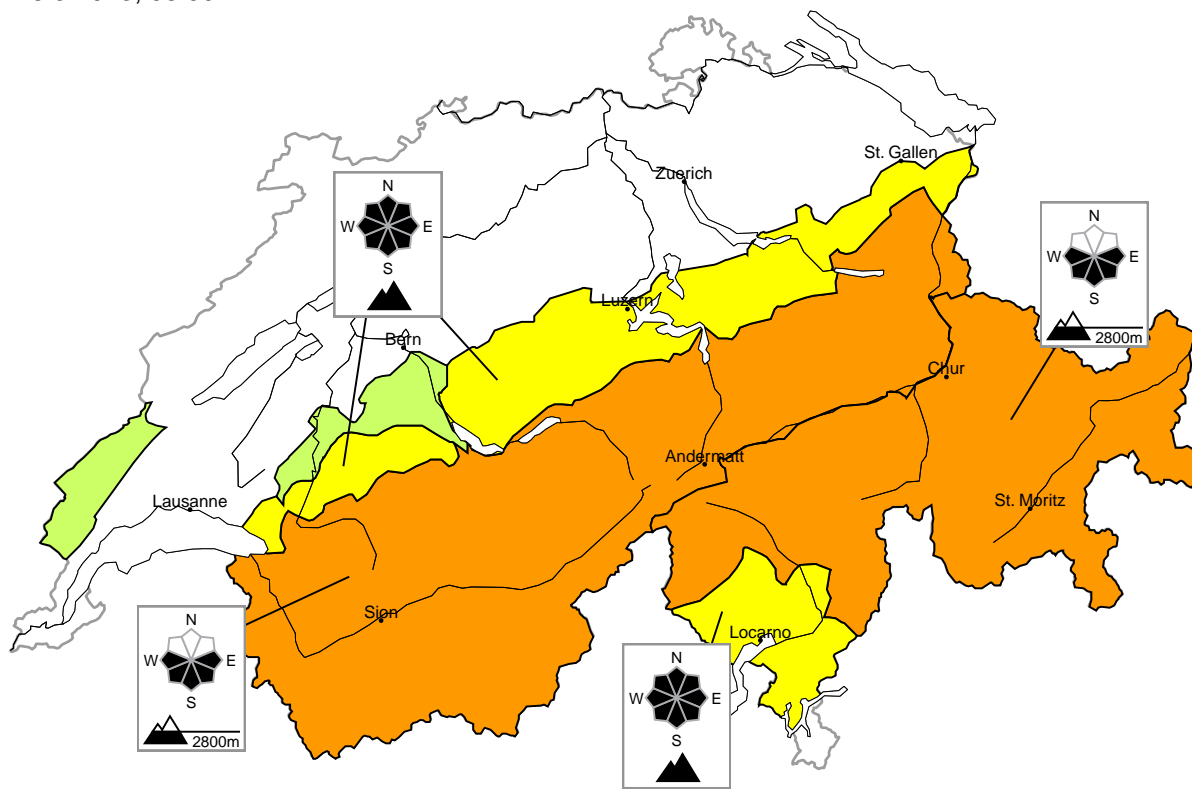 St. Gallen
Zuerich
N
W E
S
N
W E
S
2800m
Luzern
Bern
Chur
Andermatt
Lausanne
St. Moritz
Sion
N
W E
S
2800m
Locarno
N
W E
S